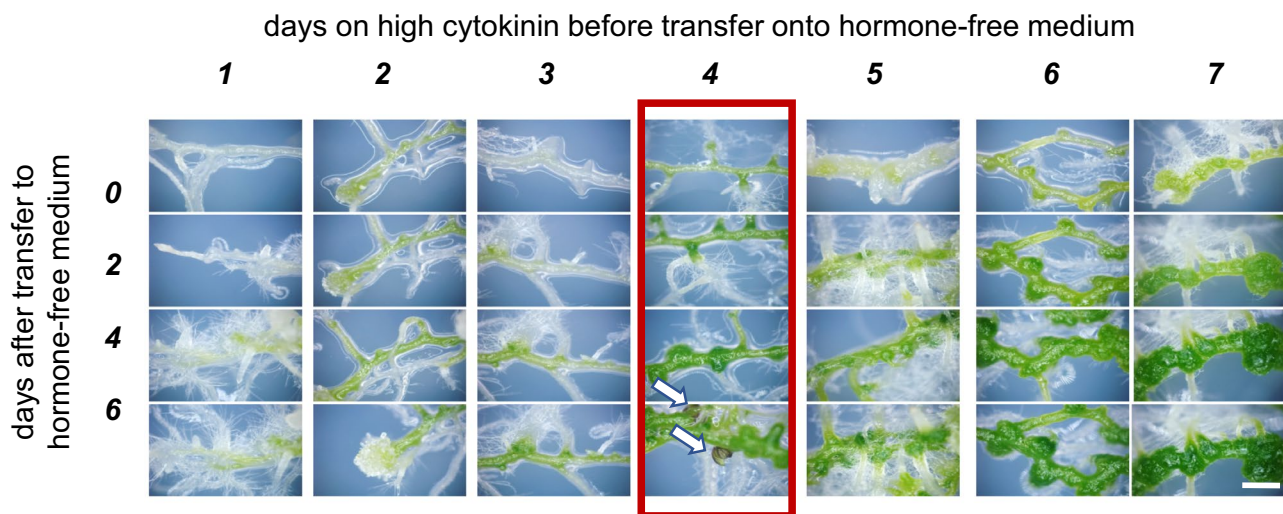 days on high cytokinin before transfer onto hormone-free medium
1 2 3 4 5 6 7
days after transfer to
hormone-free medium
0
2
4
6